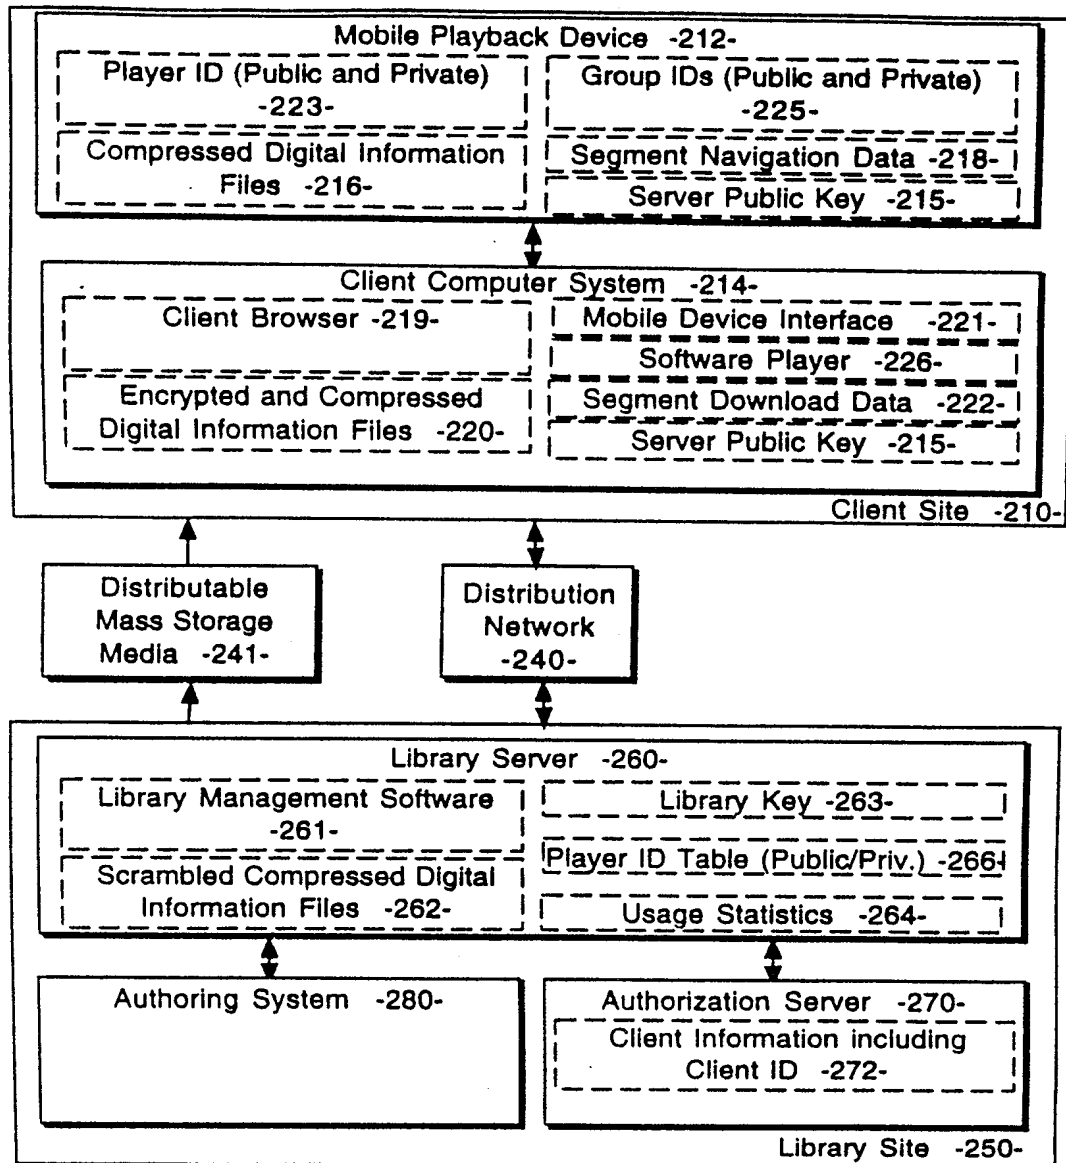 Mobile Playback Device -212-
Player ID (Public and Private)
-223-
Group IDs (Public and Private)
-225-
Compressed Digital Information
Files -216-
Segment Navigation Data -218-
Server Public Key -215-
Client Computer System -214-
Client Browser -219-
Mobile Device Interface -221-
Software Player -226-
Encrypted and Compressed
Digital Information Files -220-
Segment Download Data -222-
Server Public Key -215-
Client Site -210-
Distributable
Mass Storage
Media -241-
Distribution
Network
-240-
Library Server -260-
Library Management Software
-261-
Library Key -263-
Player ID Table (Public/Priv.) -266-
Scrambled Compressed Digital
Information Files -262-
Usage Statistics -264-
Authoring System -280-
Authorization Server -270-
Client Information including
Client ID -272-
Library Site -250-